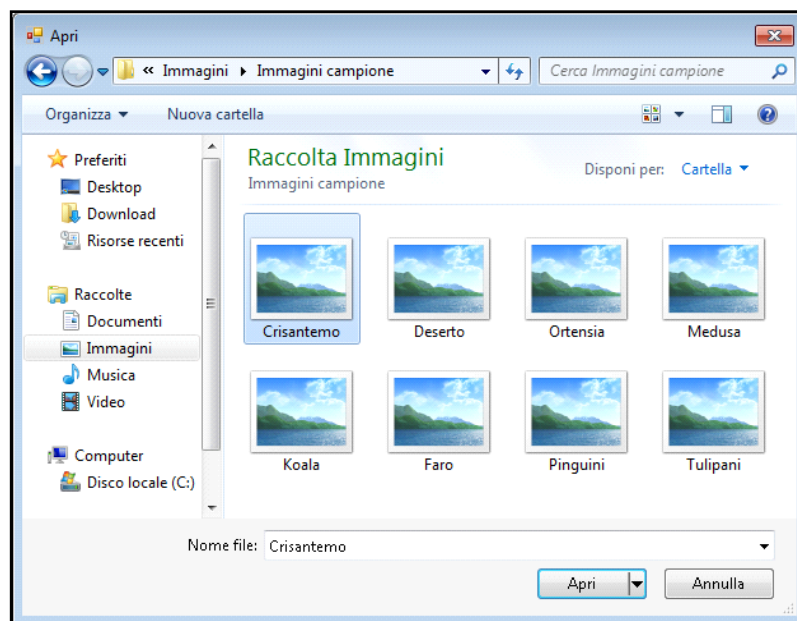 Apri
« Immagini ▸ Immagini campione
Cerca Immagini campione
Organizza
Nuova cartella
Preferiti
Desktop
Download
Risorse recenti
Raccolte
Documenti
Immagini
Musica
Video
Computer
Disco locale (C:)
Raccolta Immagini
Immagini campione
Disponi per: Cartella
Crisantemo
Deserto
Ortensia
Medusa
Koala
Faro
Pinguini
Tulipani
Nome file: Crisantemo
Apri
Annulla